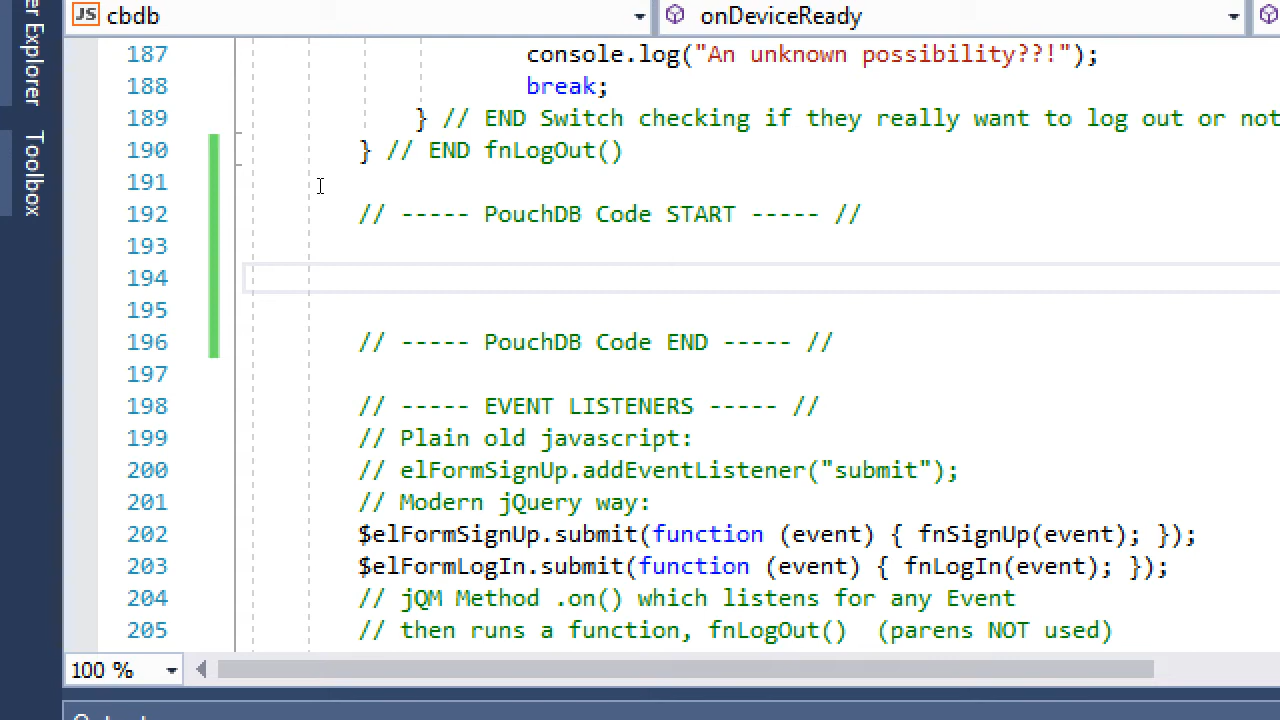 JS cbdb onDeviceReady
er Explorer
Toolbox
187 console.log("An unknown possibility??!");
188 break;
189 } // END Switch checking if they really want to log out or not
190 } // END fnLogOut()
191
192 // ----- PouchDB Code START ----- //
193
194
195
196 // ----- PouchDB Code END ----- //
197
198 // ----- EVENT LISTENERS ----- //
199 // Plain old javascript:
200 // elFormSignUp.addEventListener("submit");
201 // Modern jQuery way:
202 $elFormSignUp.submit(function (event) { fnSignUp(event); });
203 $elFormLogIn.submit(function (event) { fnLogIn(event); });
204 // jQM Method .on() which listens for any Event
205 // then runs a function, fnLogOut() (parens NOT used)
100 %